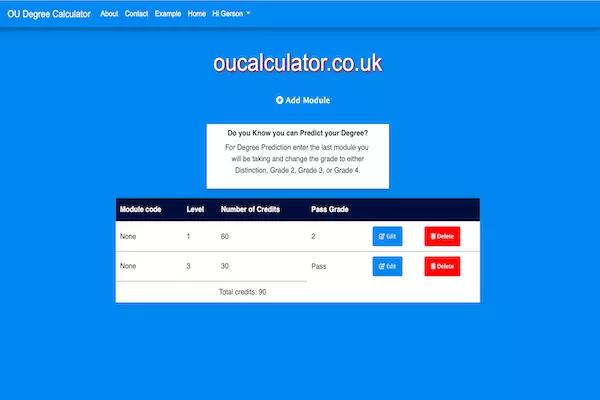 OU Degree Calculator About Contact Example Home Hi Gerson
oucalculator.co.uk
Add Module
Do you Know you can Predict your Degree?
For Degree Prediction enter the last module you
will be taking and change the grade to either
Distinction, Grade 2, Grade 3, or Grade 4.
Module code Level Number of Credits Pass Grade
None 1 60 2 Edit Delete
None 3 30 Pass Edit Delete
Total credits: 90